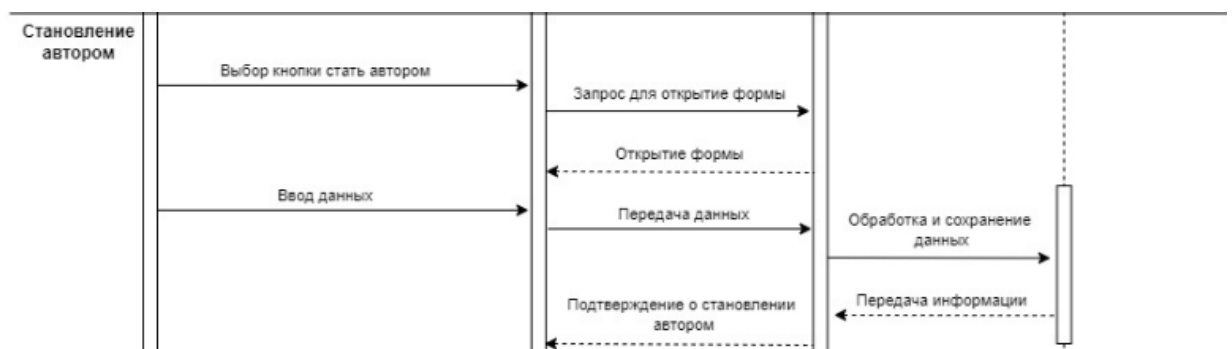 Становление
автором
Выбор кнопки стать автором
Запрос для открытие формы
Открытие формы
Ввод данных
Передача данных
Обработка и сохранение
данных
Передача информации
Подтверждение о становлении
автором